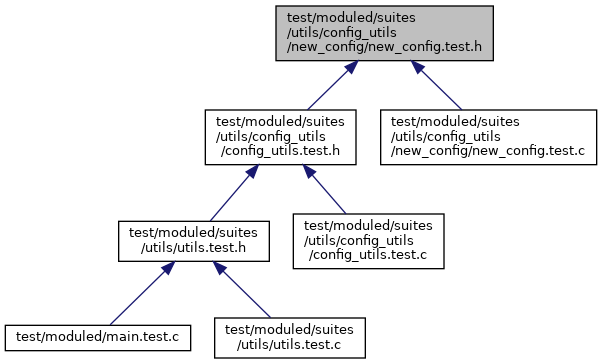 test/moduled/suites
/utils/config_utils
/new_config/new_config.test.h
test/moduled/suites
/utils/config_utils
/config_utils.test.h
test/moduled/suites
/utils/config_utils
/new_config/new_config.test.c
test/moduled/suites
/utils/utils.test.h
test/moduled/suites
/utils/config_utils
/config_utils.test.c
test/moduled/main.test.c
test/moduled/suites
/utils/utils.test.c